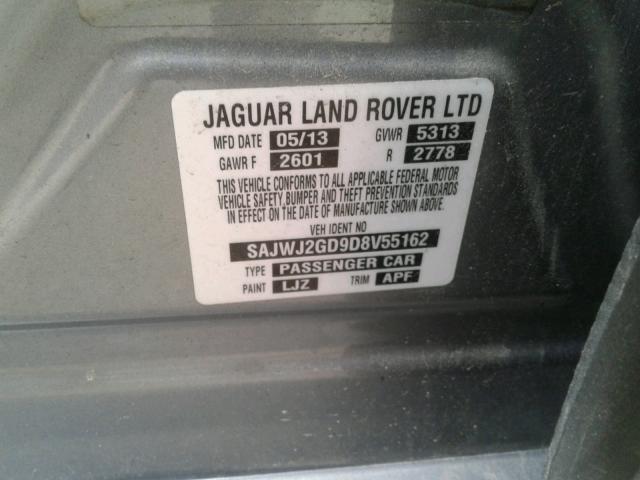 JAGUAR LAND ROVER LTD
MFD DATE 05/13 GVWR 5313
GAWR F 2601 R 2778
THIS VEHICLE CONFORMS TO ALL APPLICABLE FEDERAL MOTOR
VEHICLE SAFETY,BUMPER AND THEFT PREVENTION STANDARDS
IN EFFECT ON THE DATE OF MANUFACTURE SHOWN ABOVE.
VEH IDENT NO
SAJWJ2GD9D8V55162
TYPE PASSENGER CAR
PAINT LJZ TRIM APF